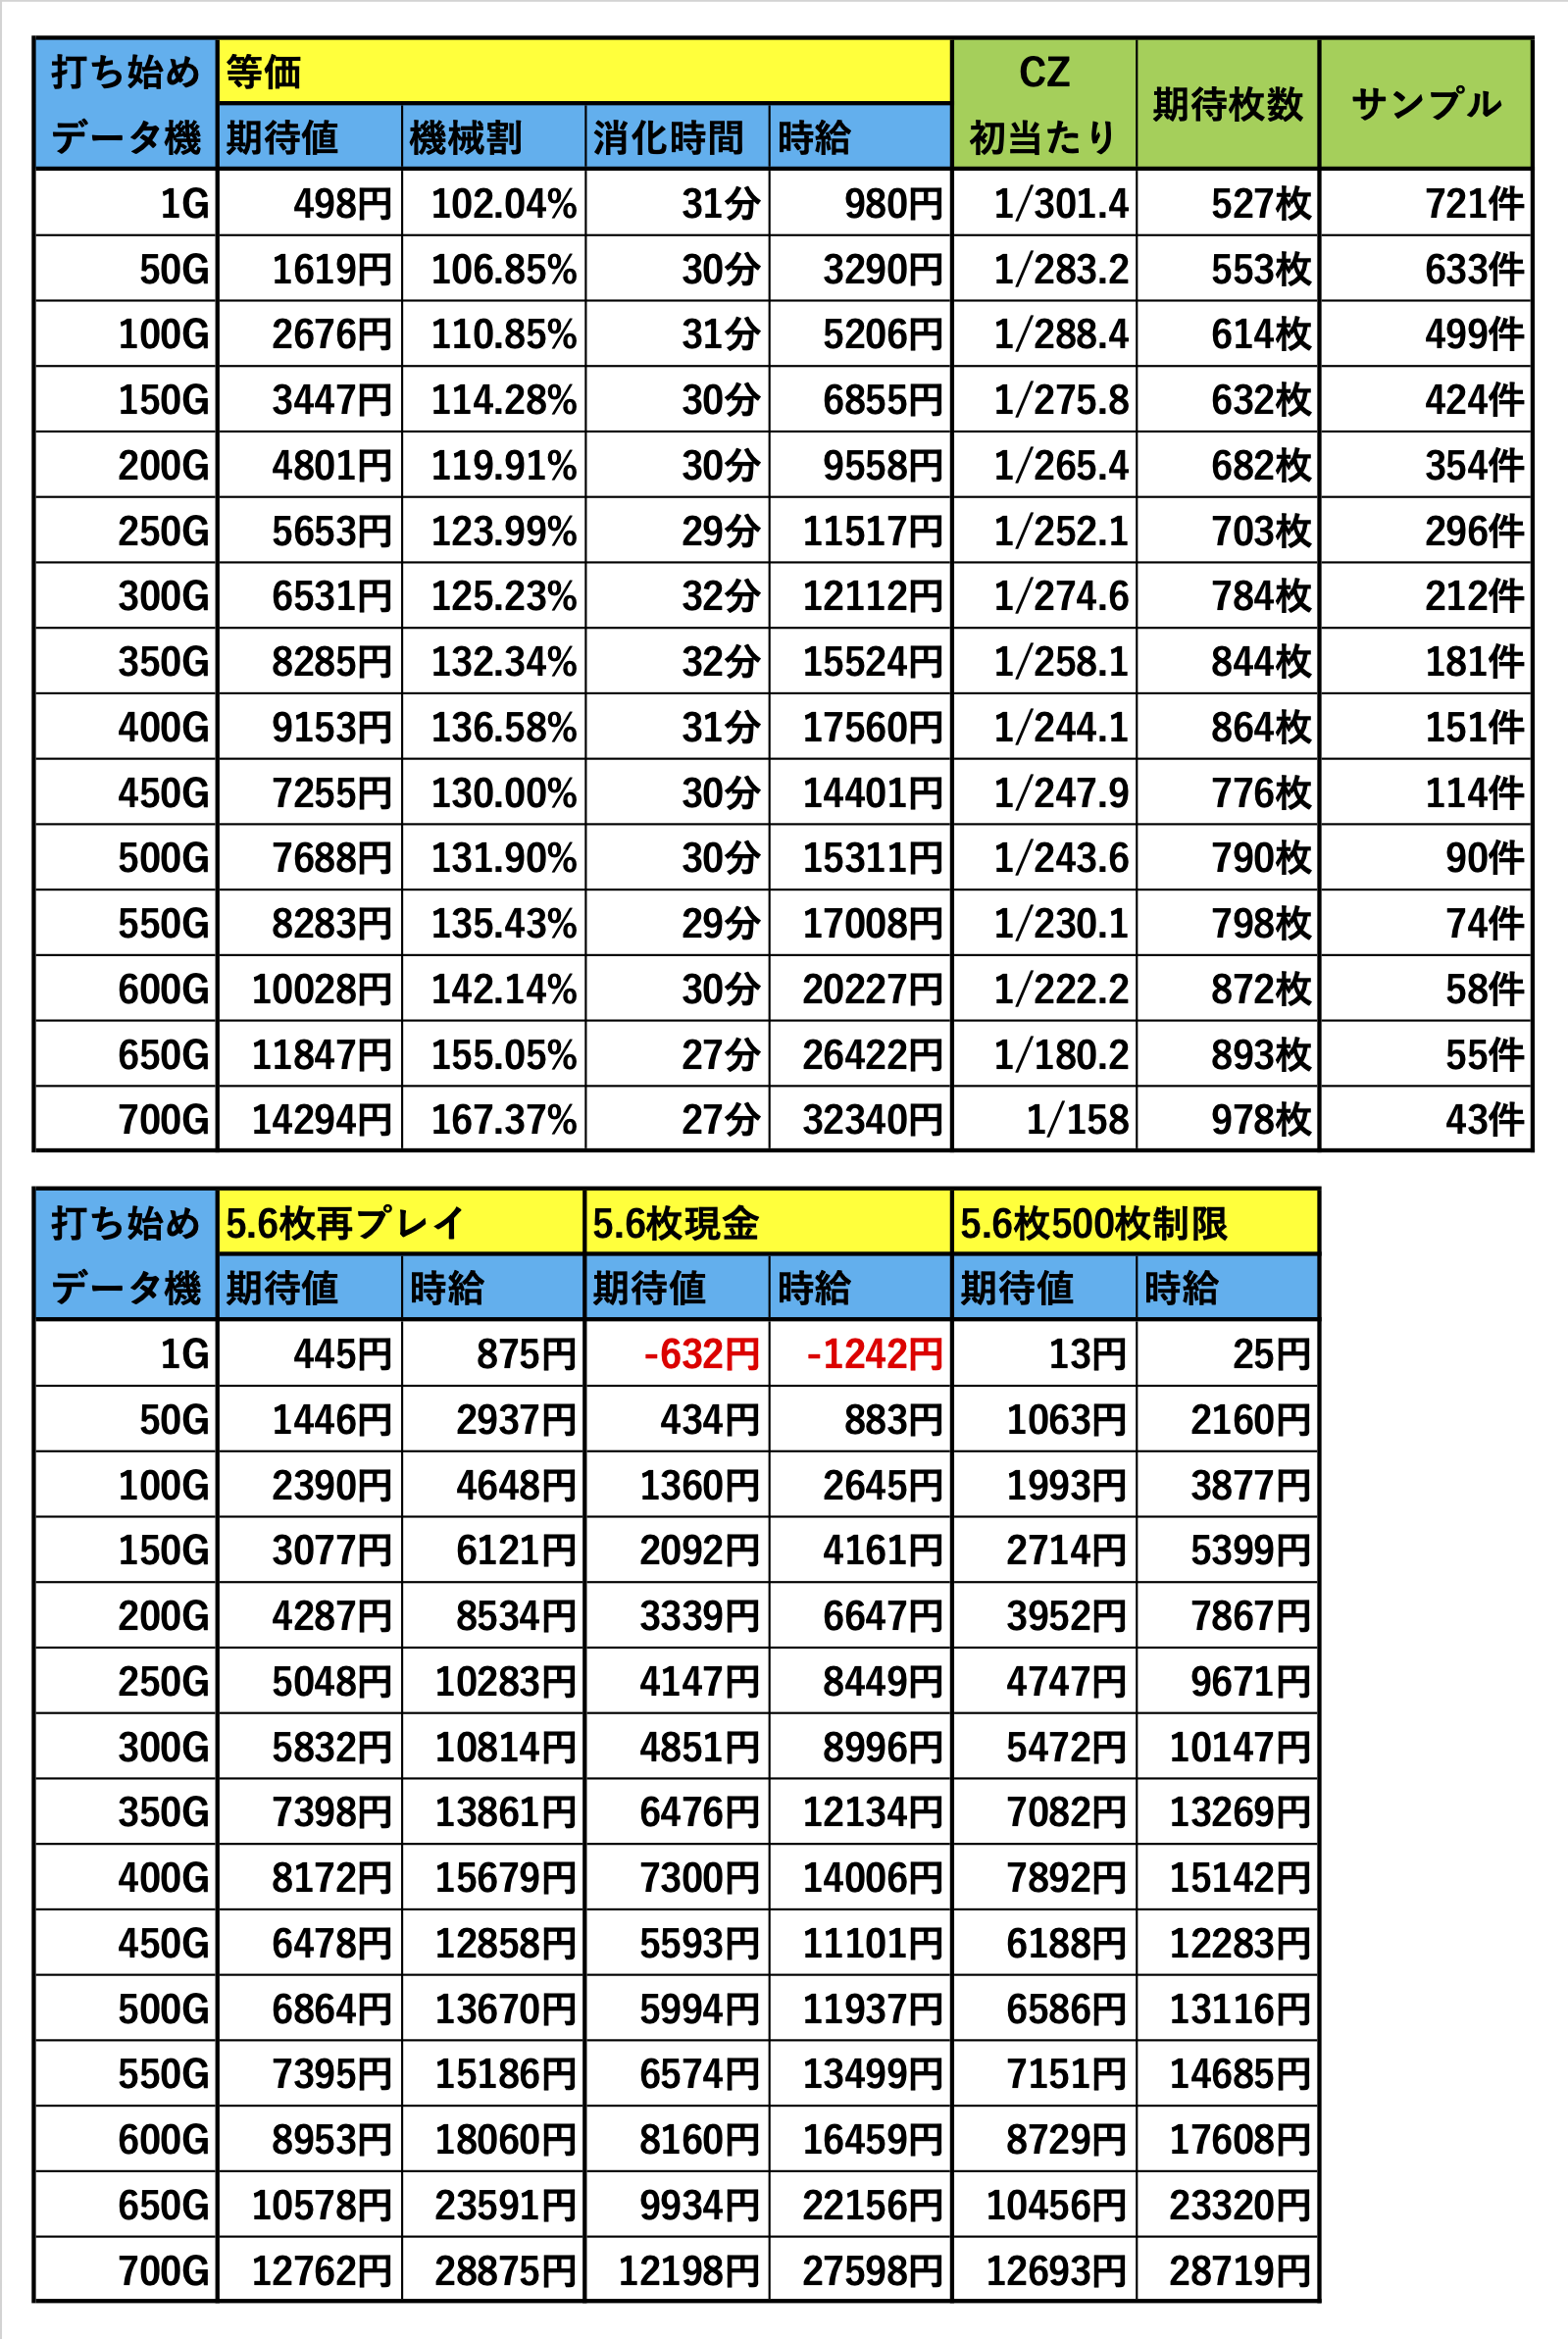 打ち始め 等価 CZ 期待枚数 サンプル
データ機 期待値 機械割 消化時間 時給 初当たり
1G 498円 102.04% 31分 980円 1/301.4 527枚 721件
50G 1619円 106.85% 30分 3290円 1/283.2 553枚 633件
100G 2676円 110.85% 31分 5206円 1/288.4 614枚 499件
150G 3447円 114.28% 30分 6855円 1/275.8 632枚 424件
200G 4801円 119.91% 30分 9558円 1/265.4 682枚 354件
250G 5653円 123.99% 29分 11517円 1/252.1 703枚 296件
300G 6531円 125.23% 32分 12112円 1/274.6 784枚 212件
350G 8285円 132.34% 32分 15524円 1/258.1 844枚 181件
400G 9153円 136.58% 31分 17560円 1/244.1 864枚 151件
450G 7255円 130.00% 30分 14401円 1/247.9 776枚 114件
500G 7688円 131.90% 30分 15311円 1/243.6 790枚 90件
550G 8283円 135.43% 29分 17008円 1/230.1 798枚 74件
600G 10028円 142.14% 30分 20227円 1/222.2 872枚 58件
650G 11847円 155.05% 27分 26422円 1/180.2 893枚 55件
700G 14294円 167.37% 27分 32340円 1/158 978枚 43件
打ち始め 5.6枚再プレイ 5.6枚現金 5.6枚500枚制限
データ機 期待値 時給 期待値 時給 期待値 時給
1G 445円 875円 -632円 -1242円 13円 25円
50G 1446円 2937円 434円 883円 1063円 2160円
100G 2390円 4648円 1360円 2645円 1993円 3877円
150G 3077円 6121円 2092円 4161円 2714円 5399円
200G 4287円 8534円 3339円 6647円 3952円 7867円
250G 5048円 10283円 4147円 8449円 4747円 9671円
300G 5832円 10814円 4851円 8996円 5472円 10147円
350G 7398円 13861円 6476円 12134円 7082円 13269円
400G 8172円 15679円 7300円 14006円 7892円 15142円
450G 6478円 12858円 5593円 11101円 6188円 12283円
500G 6864円 13670円 5994円 11937円 6586円 13116円
550G 7395円 15186円 6574円 13499円 7151円 14685円
600G 8953円 18060円 8160円 16459円 8729円 17608円
650G 10578円 23591円 9934円 22156円 10456円 23320円
700G 12762円 28875円 12198円 27598円 12693円 28719円